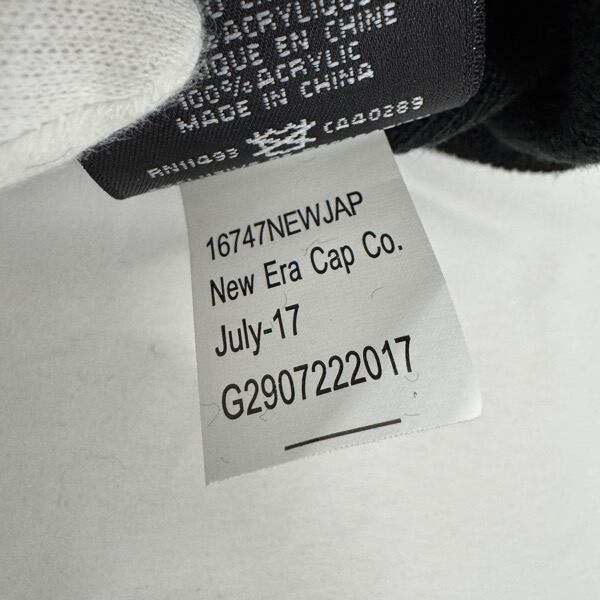 ACRYLIQUE
QUE EN CHINE
100% ACRYLIC
MADE IN CHINA
RN11493 CA40289
16747NEWJAP
New Era Cap Co.
July-17
G2907222017